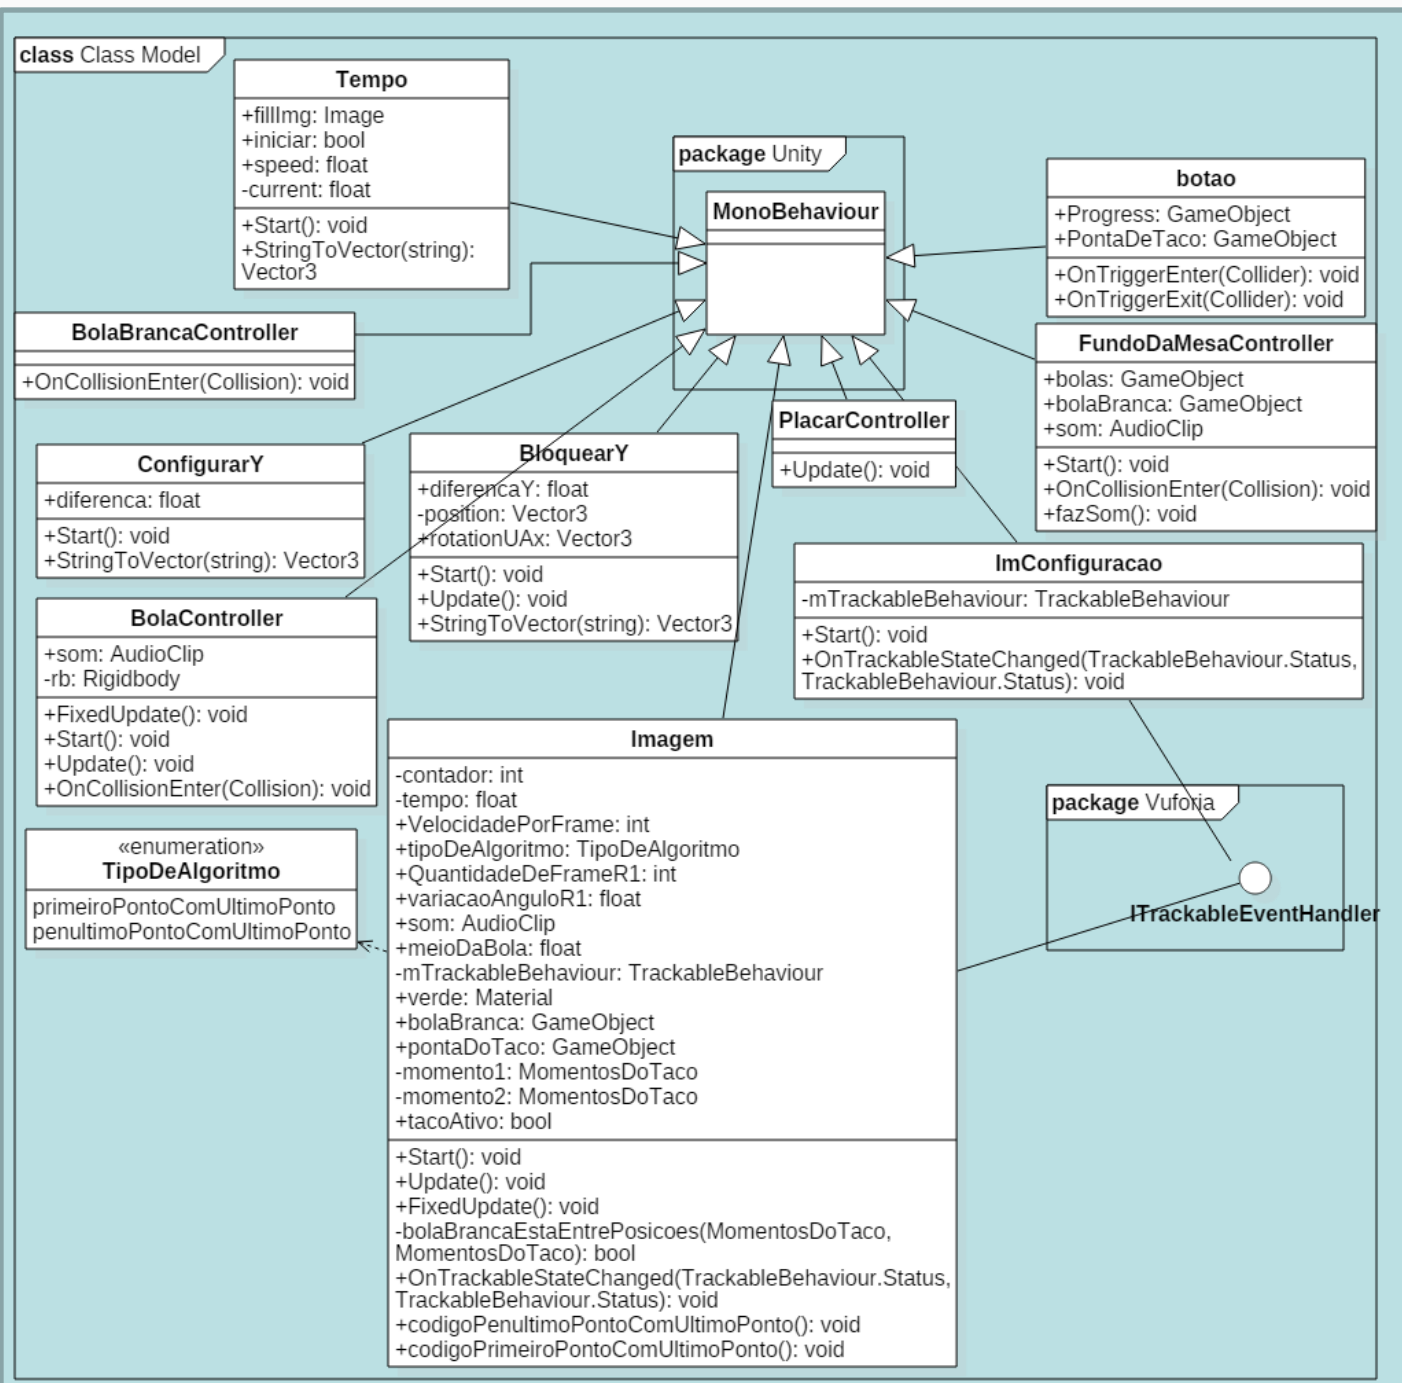 class Class Model
Tempo
+fillImg: Image
+iniciar: bool
+speed: float
-current: float
+Start(): void
+StringToVector(string):
Vector3
package Unity
MonoBehaviour
botao
+Progress: GameObject
+PontaDeTaco: GameObject
+OnTriggerEnter(Collider): void
+OnTriggerExit(Collider): void
BolaBrancaController
+OnCollisionEnter(Collision): void
FundoDaMesaController
+bolas: GameObject
+bolaBranca: GameObject
+som: AudioClip
+Start(): void
+OnCollisionEnter(Collision): void
+fazSom(): void
ConfigurarY
+diferenca: float
+Start(): void
+StringToVector(string): Vector3
BloquearY
+diferencaY: float
-position: Vector3
+rotationUAx: Vector3
+Start(): void
+Update(): void
+StringToVector(string): Vector3
PlacarController
+Update(): void
ImConfiguracao
-mTrackableBehaviour: TrackableBehaviour
+Start(): void
+OnTrackableStateChanged(TrackableBehaviour.Status,
TrackableBehaviour.Status): void
BolaController
+som: AudioClip
-rb: Rigidbody
+FixedUpdate(): void
+Start(): void
+Update(): void
+OnCollisionEnter(Collision): void
«enumeration»
TipoDeAlgoritmo
primeiroPontoComUltimoPonto
penultimoPontoComUltimoPonto
Imagem
-contador: int
-tempo: float
+VelocidadePorFrame: int
+tipoDeAlgoritmo: TipoDeAlgoritmo
+QuantidadeDeFrameR1: int
+variacaoAnguloR1: float
+som: AudioClip
+meioDaBola: float
-mTrackableBehaviour: TrackableBehaviour
+verde: Material
+bolaBranca: GameObject
+pontaDoTaco: GameObject
-momento1: MomentosDoTaco
-momento2: MomentosDoTaco
+tacoAtivo: bool
+Start(): void
+Update(): void
+FixedUpdate(): void
-bolaBrancaEstaEntrePosicoes(MomentosDoTaco,
MomentosDoTaco): bool
+OnTrackableStateChanged(TrackableBehaviour.Status,
TrackableBehaviour.Status): void
+codigoPenultimoPontoComUltimoPonto(): void
+codigoPrimeiroPontoComUltimoPonto(): void
package Vuforia
ITrackableEventHandler